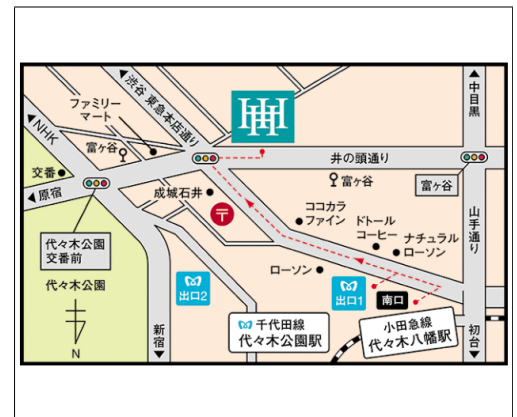 渋谷 東急本店通り
中目黒
ファミリー
マート
HH
NHK
富ヶ谷
井の頭通り
交番
富ヶ谷
富ヶ谷
原宿
成城石井
〒
ココカラ
ファイン
ドトール
コーヒー
ナチュラル
ローソン
山手通り
代々木公園
交番前
ローソン
代々木公園
出口2
出口1
南口
千代田線
代々木公園駅
小田急線
代々木八幡駅
新宿
初台
N